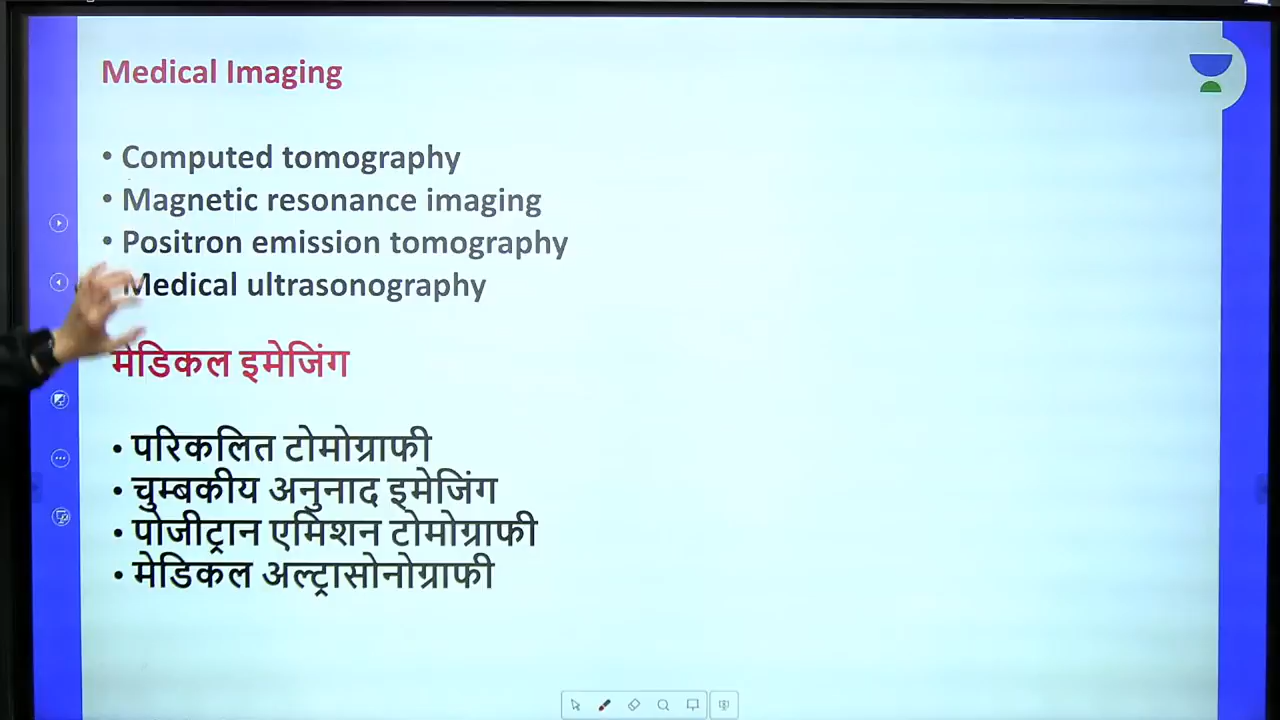 Medical Imaging
• Computed tomography
• Magnetic resonance imaging
• Positron emission tomography
Medical ultrasonography
मेडिकल इमेजिंग
• परिकलित टोमोग्राफी
• चुम्बकीय अनुनाद इमेजिंग
• पोजीट्रान एमिशन टोमोग्राफी
• मेडिकल अल्ट्रासोनोग्राफी